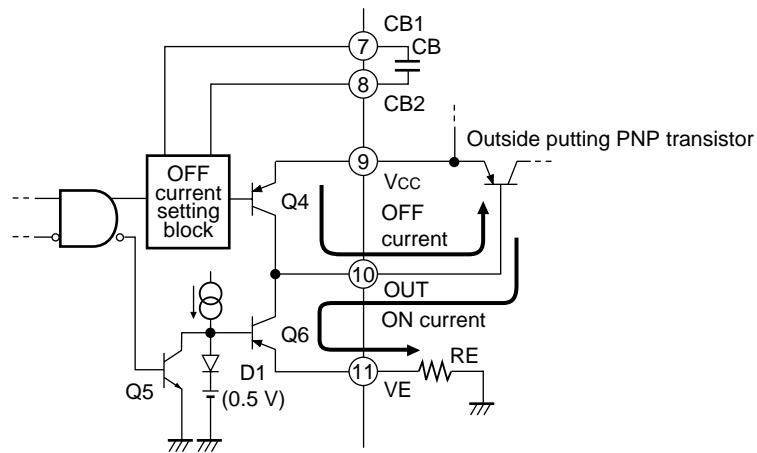 CB1
7
CB
8
CB2
Outside putting PNP transistor
9
VCC
OFF
current
setting
block
Q4
OFF
current
10
OUT
ON current
Q6
RE
11
VE
D1
(0.5 V)
Q5